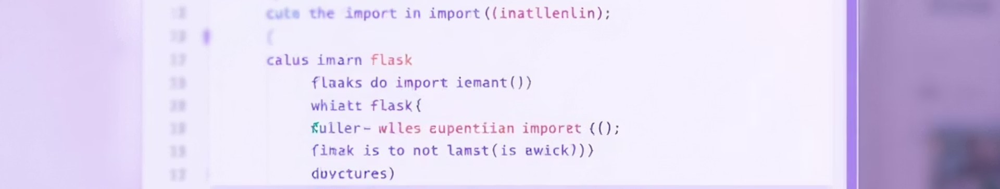 cute the import in import((inatllenlin);
{
calus imarn flask
flaaks do import iemant())
whiatt flask{
Kuller- wlles eupentiian imporet (();
fimak is to not lamst(is awick)))
duvctures)